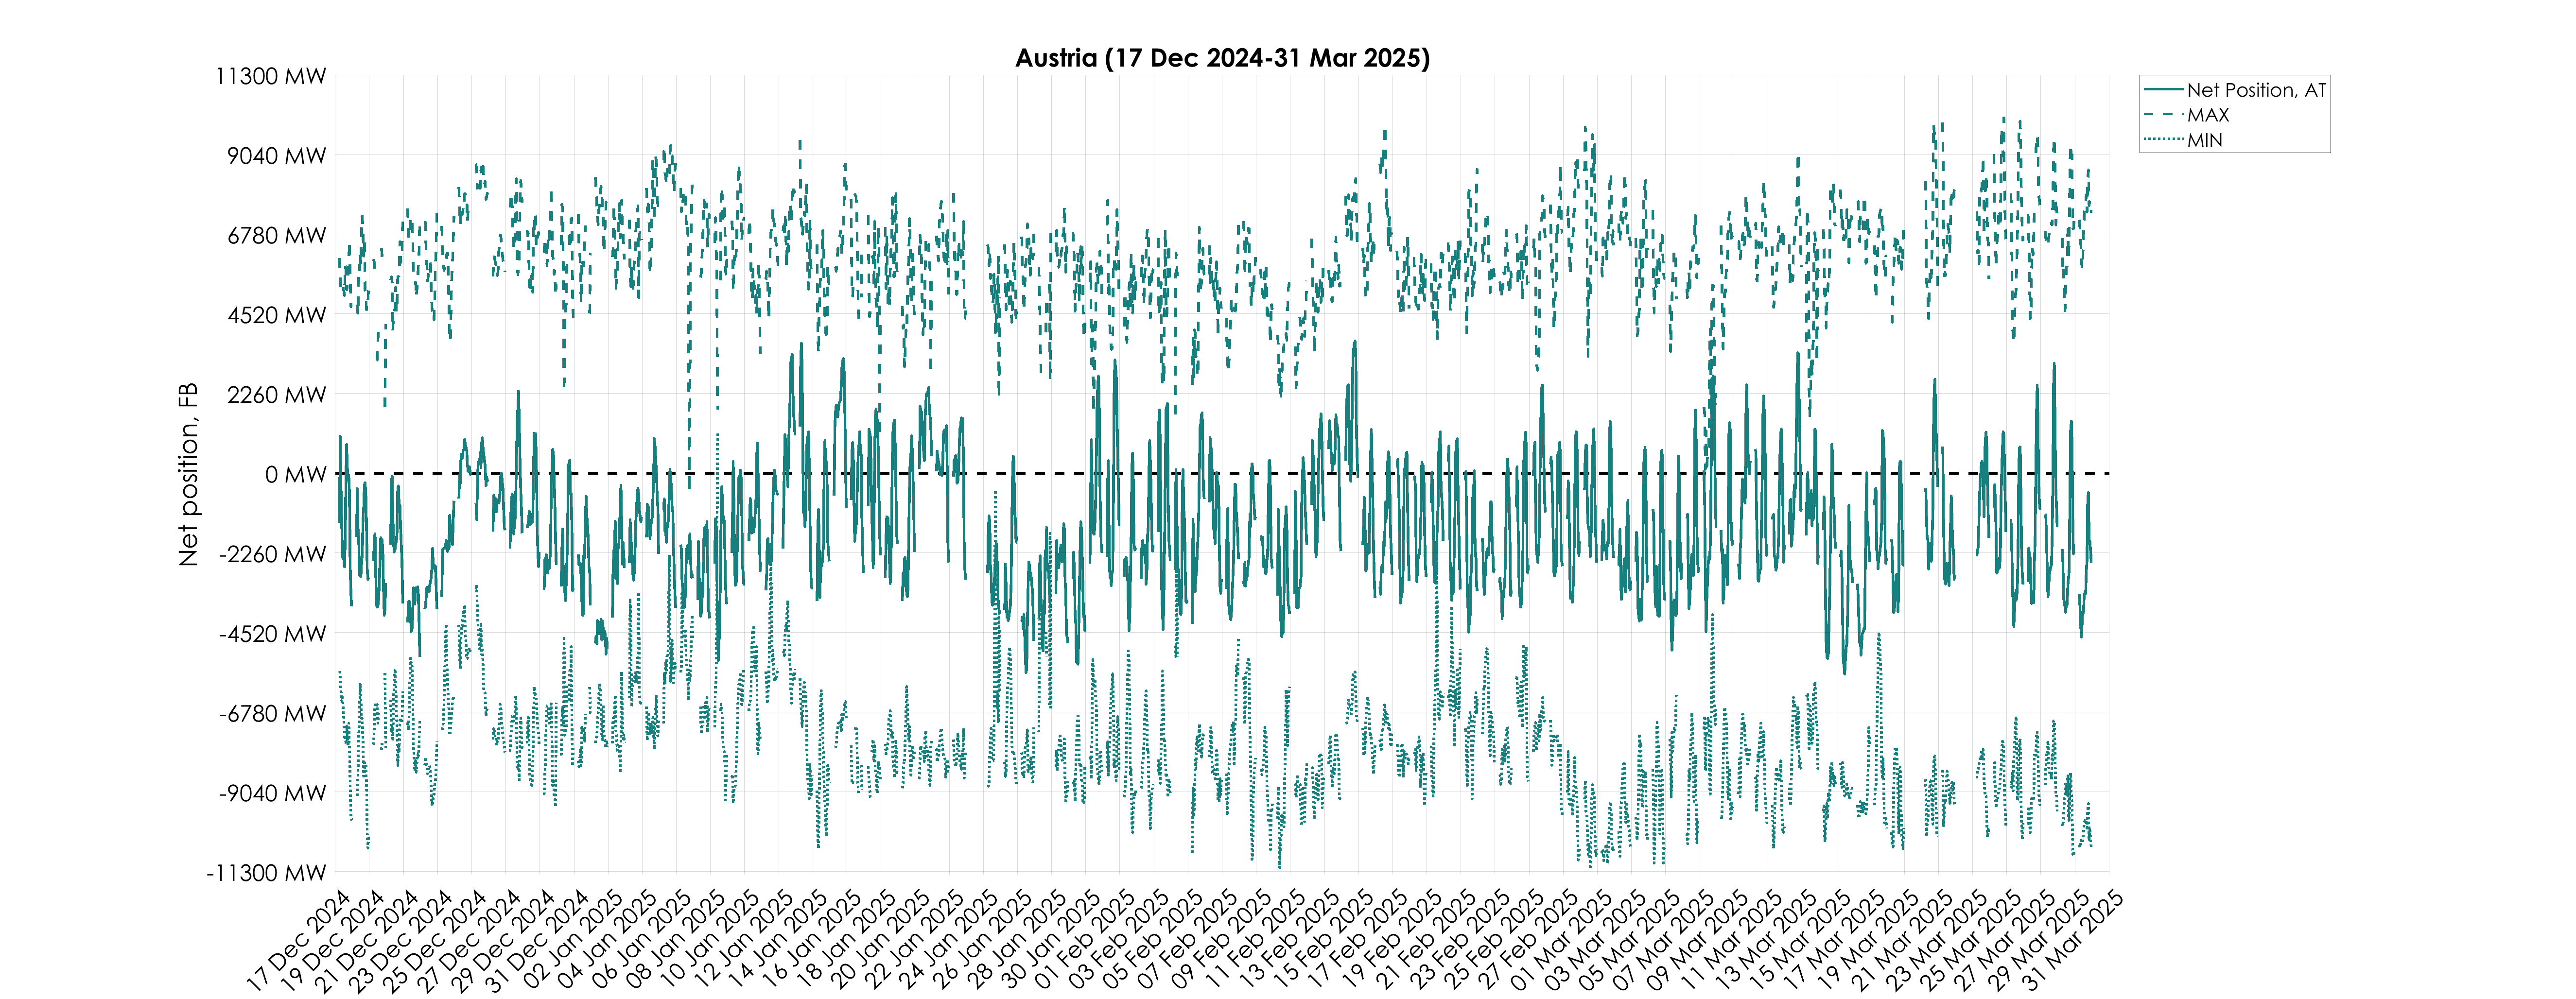 Austria (17 Dec 2024-31 Mar 2025)
11300 MW
9040 MW
6780 MW
4520 MW
2260 MW
0 MW
-2260 MW
-4520 MW
-6780 MW
-9040 MW
-11300 MW
Net position, FB
Net Position, AT
MAX
MIN
17 Dec 2024
19 Dec 2024
21 Dec 2024
23 Dec 2024
25 Dec 2024
27 Dec 2024
29 Dec 2024
31 Dec 2024
02 Jan 2025
04 Jan 2025
06 Jan 2025
08 Jan 2025
10 Jan 2025
12 Jan 2025
14 Jan 2025
16 Jan 2025
18 Jan 2025
20 Jan 2025
22 Jan 2025
24 Jan 2025
26 Jan 2025
28 Jan 2025
30 Jan 2025
01 Feb 2025
03 Feb 2025
05 Feb 2025
07 Feb 2025
09 Feb 2025
11 Feb 2025
13 Feb 2025
15 Feb 2025
17 Feb 2025
19 Feb 2025
21 Feb 2025
23 Feb 2025
25 Feb 2025
27 Feb 2025
01 Mar 2025
03 Mar 2025
05 Mar 2025
07 Mar 2025
09 Mar 2025
11 Mar 2025
13 Mar 2025
15 Mar 2025
17 Mar 2025
19 Mar 2025
21 Mar 2025
23 Mar 2025
25 Mar 2025
27 Mar 2025
29 Mar 2025
31 Mar 2025